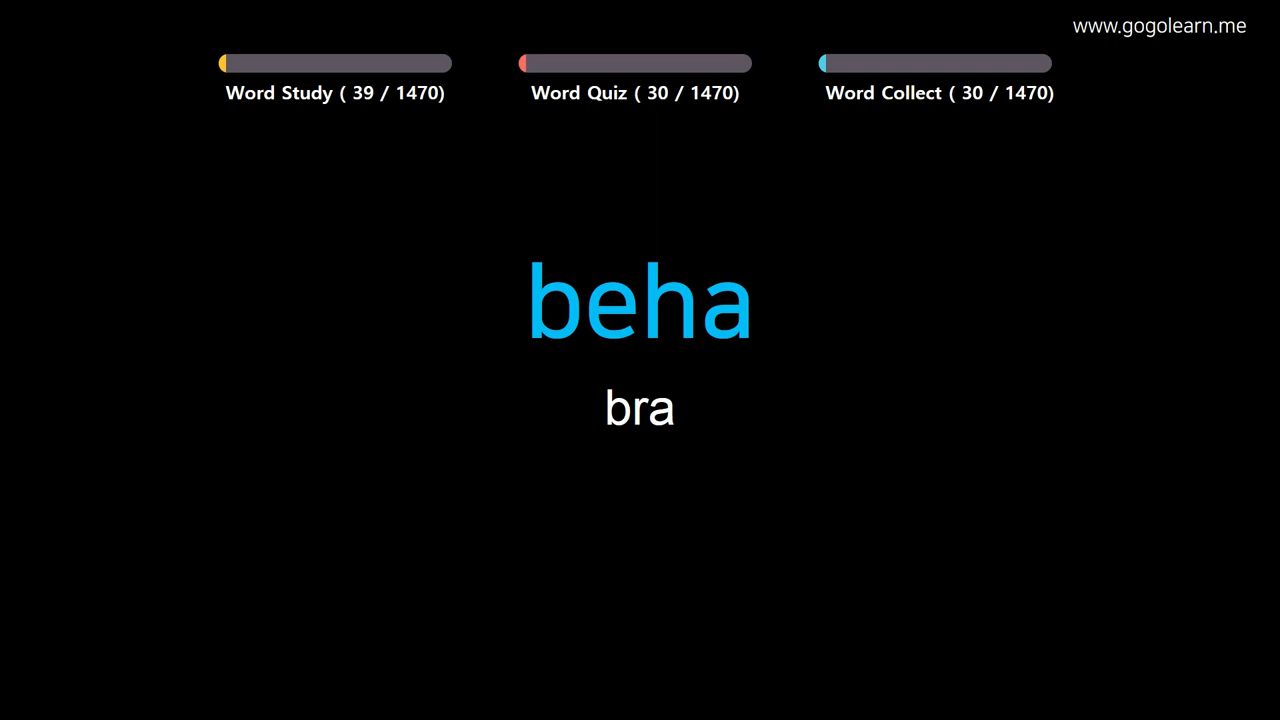 www.gogolearn.me
Word Study ( 39 / 1470)
Word Quiz ( 30 / 1470)
Word Collect ( 30 / 1470)
beha
bra